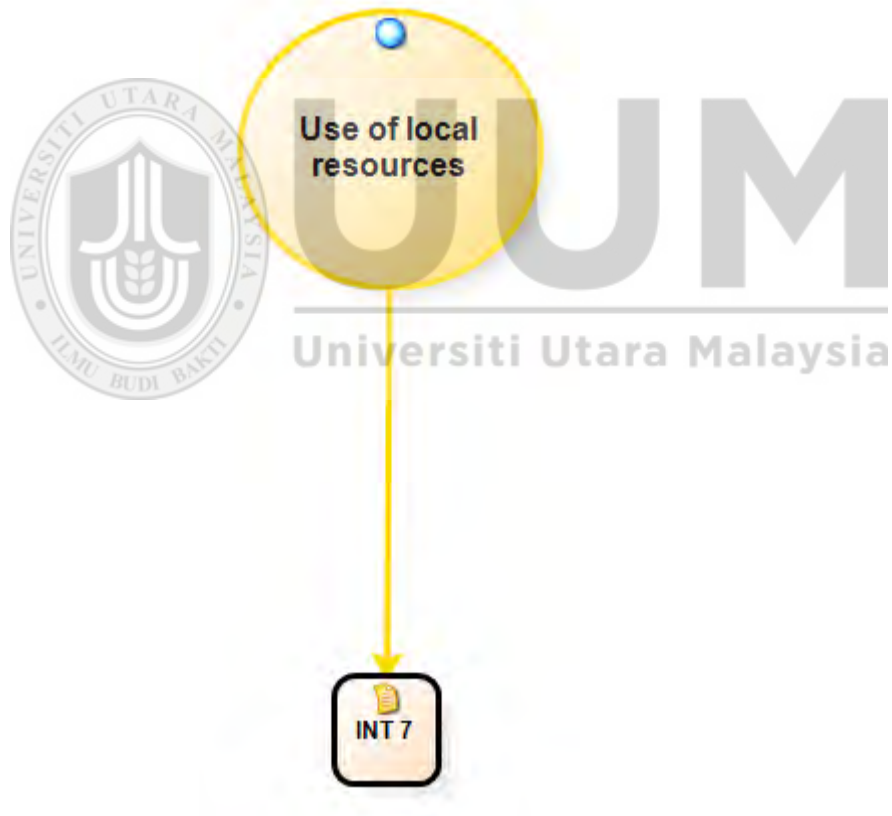 Use of local
resources
UUM
Universiti Utara Malaysia
UNIVERSITI UTARA MALAYSIA
ILMU BUDI BAKTI
INT 7